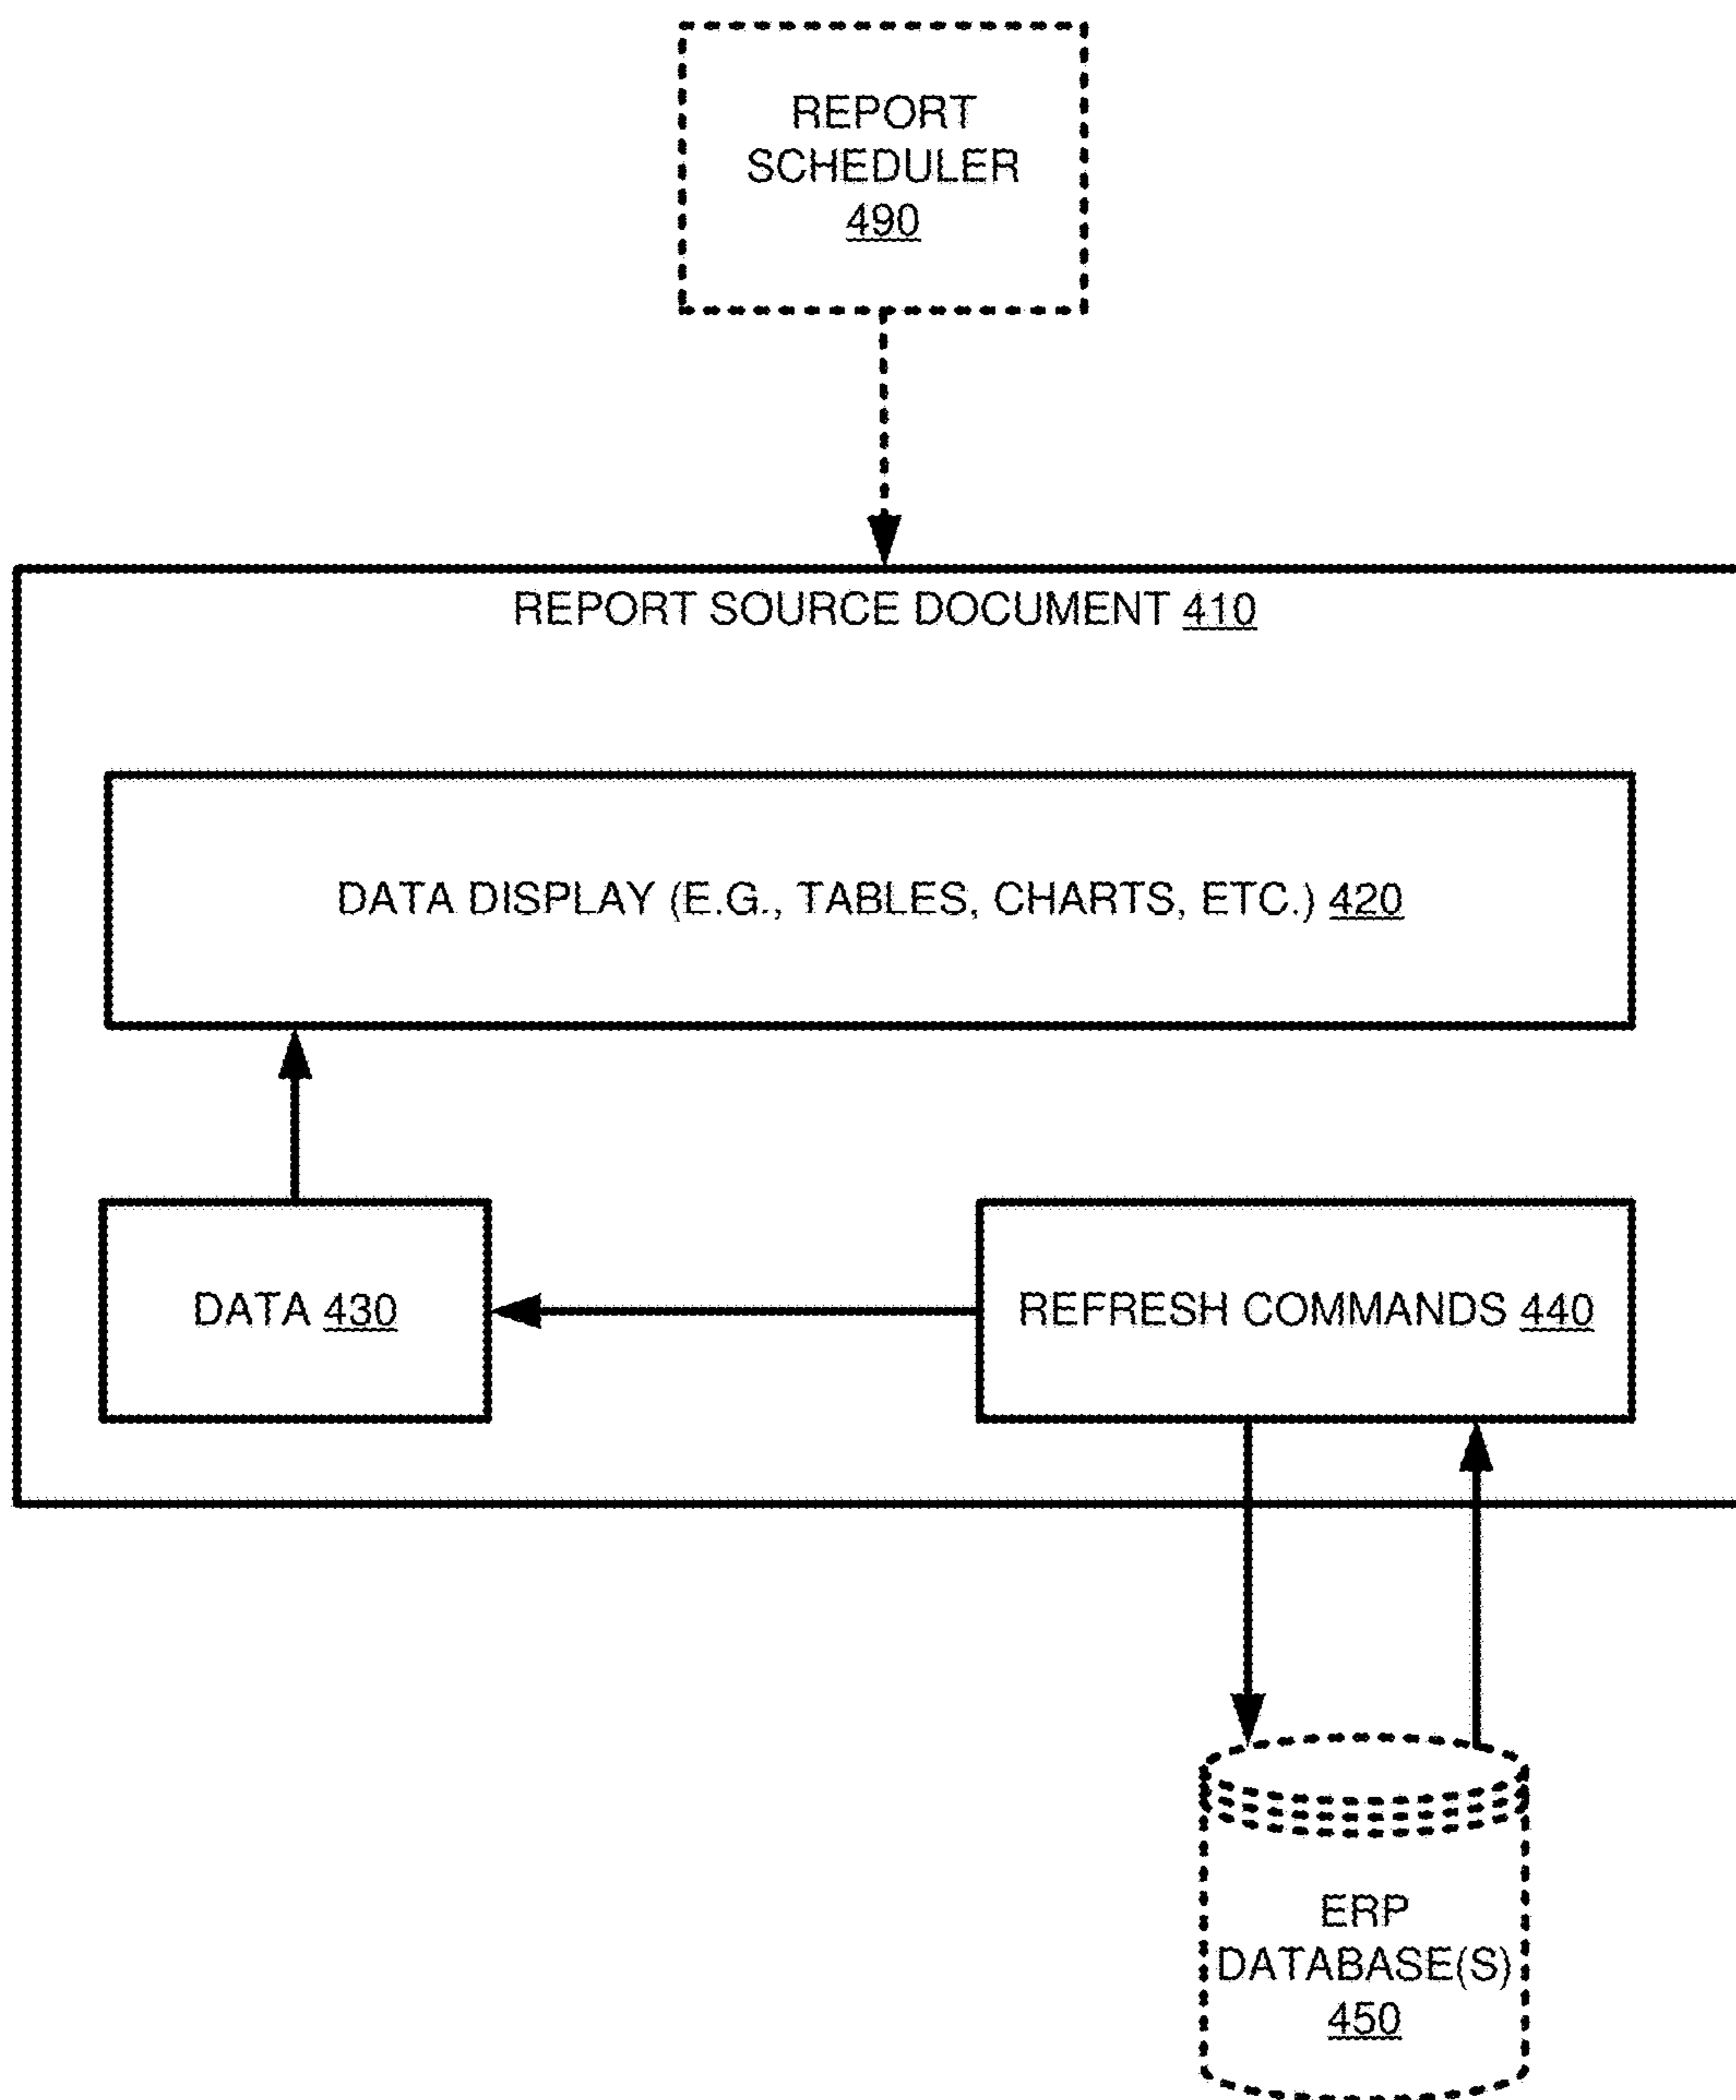 REPORT
SCHEDULER
490
REPORT SOURCE DOCUMENT 410
DATA DISPLAY (E.G., TABLES, CHARTS, ETC.) 420
DATA 430
REFRESH COMMANDS 440
ERP
DATABASE(S)
450